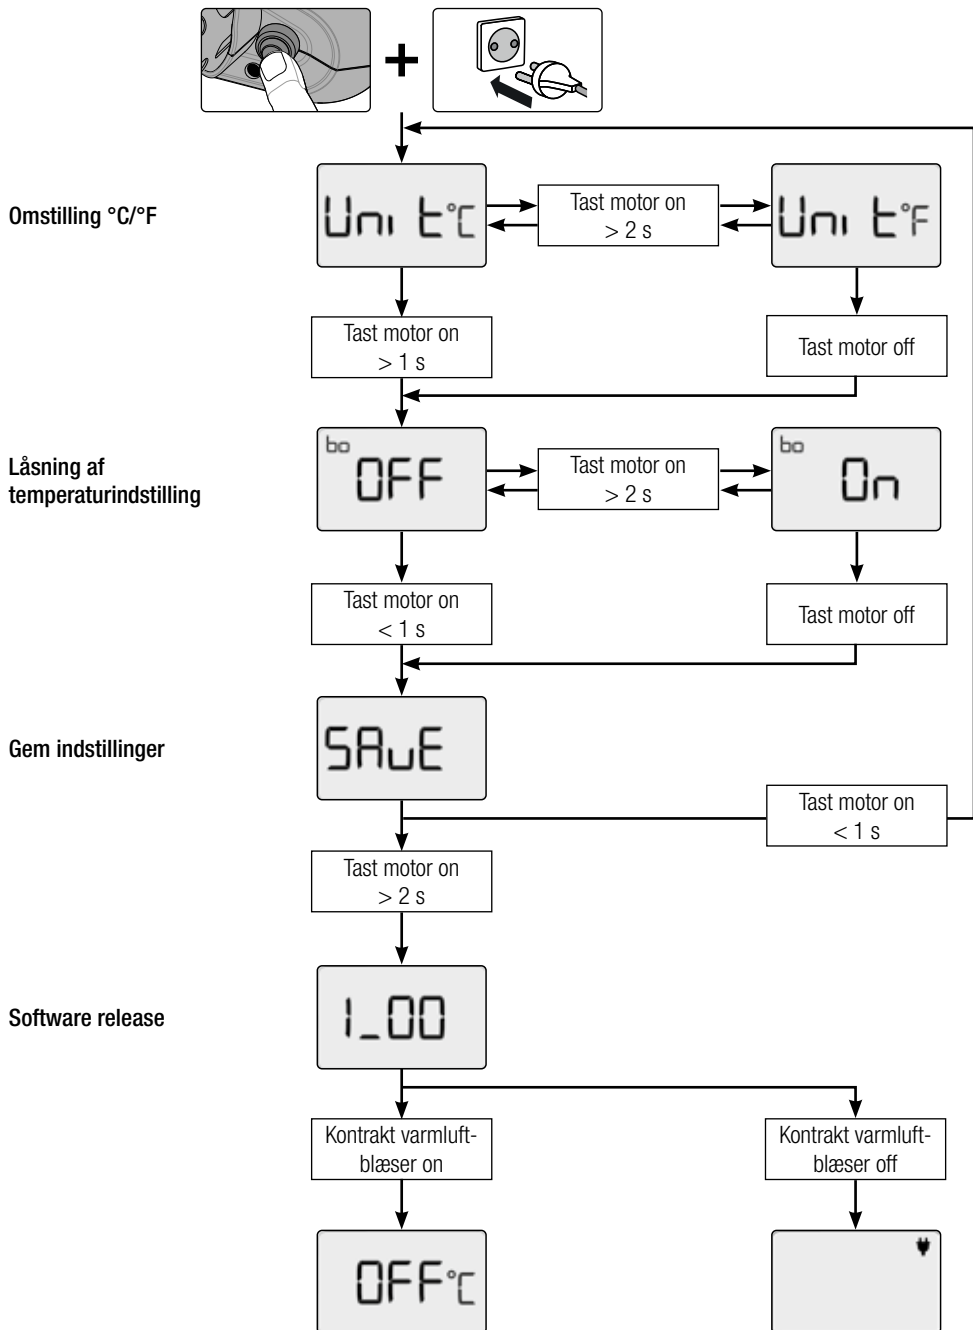 +
Omstilling °C/°F
Unit °C
Tast motor on
> 2 s
Unit °F
Tast motor on
> 1 s
Tast motor off
Låsning af
temperaturindstilling
bo
OFF
Tast motor on
> 2 s
bo
On
Tast motor on
< 1 s
Tast motor off
Gem indstillinger
SAvE
Tast motor on
< 1 s
Tast motor on
> 2 s
Software release
1_00
Kontrakt varmluft-
blæser on
Kontrakt varmluft-
blæser off
OFF °C